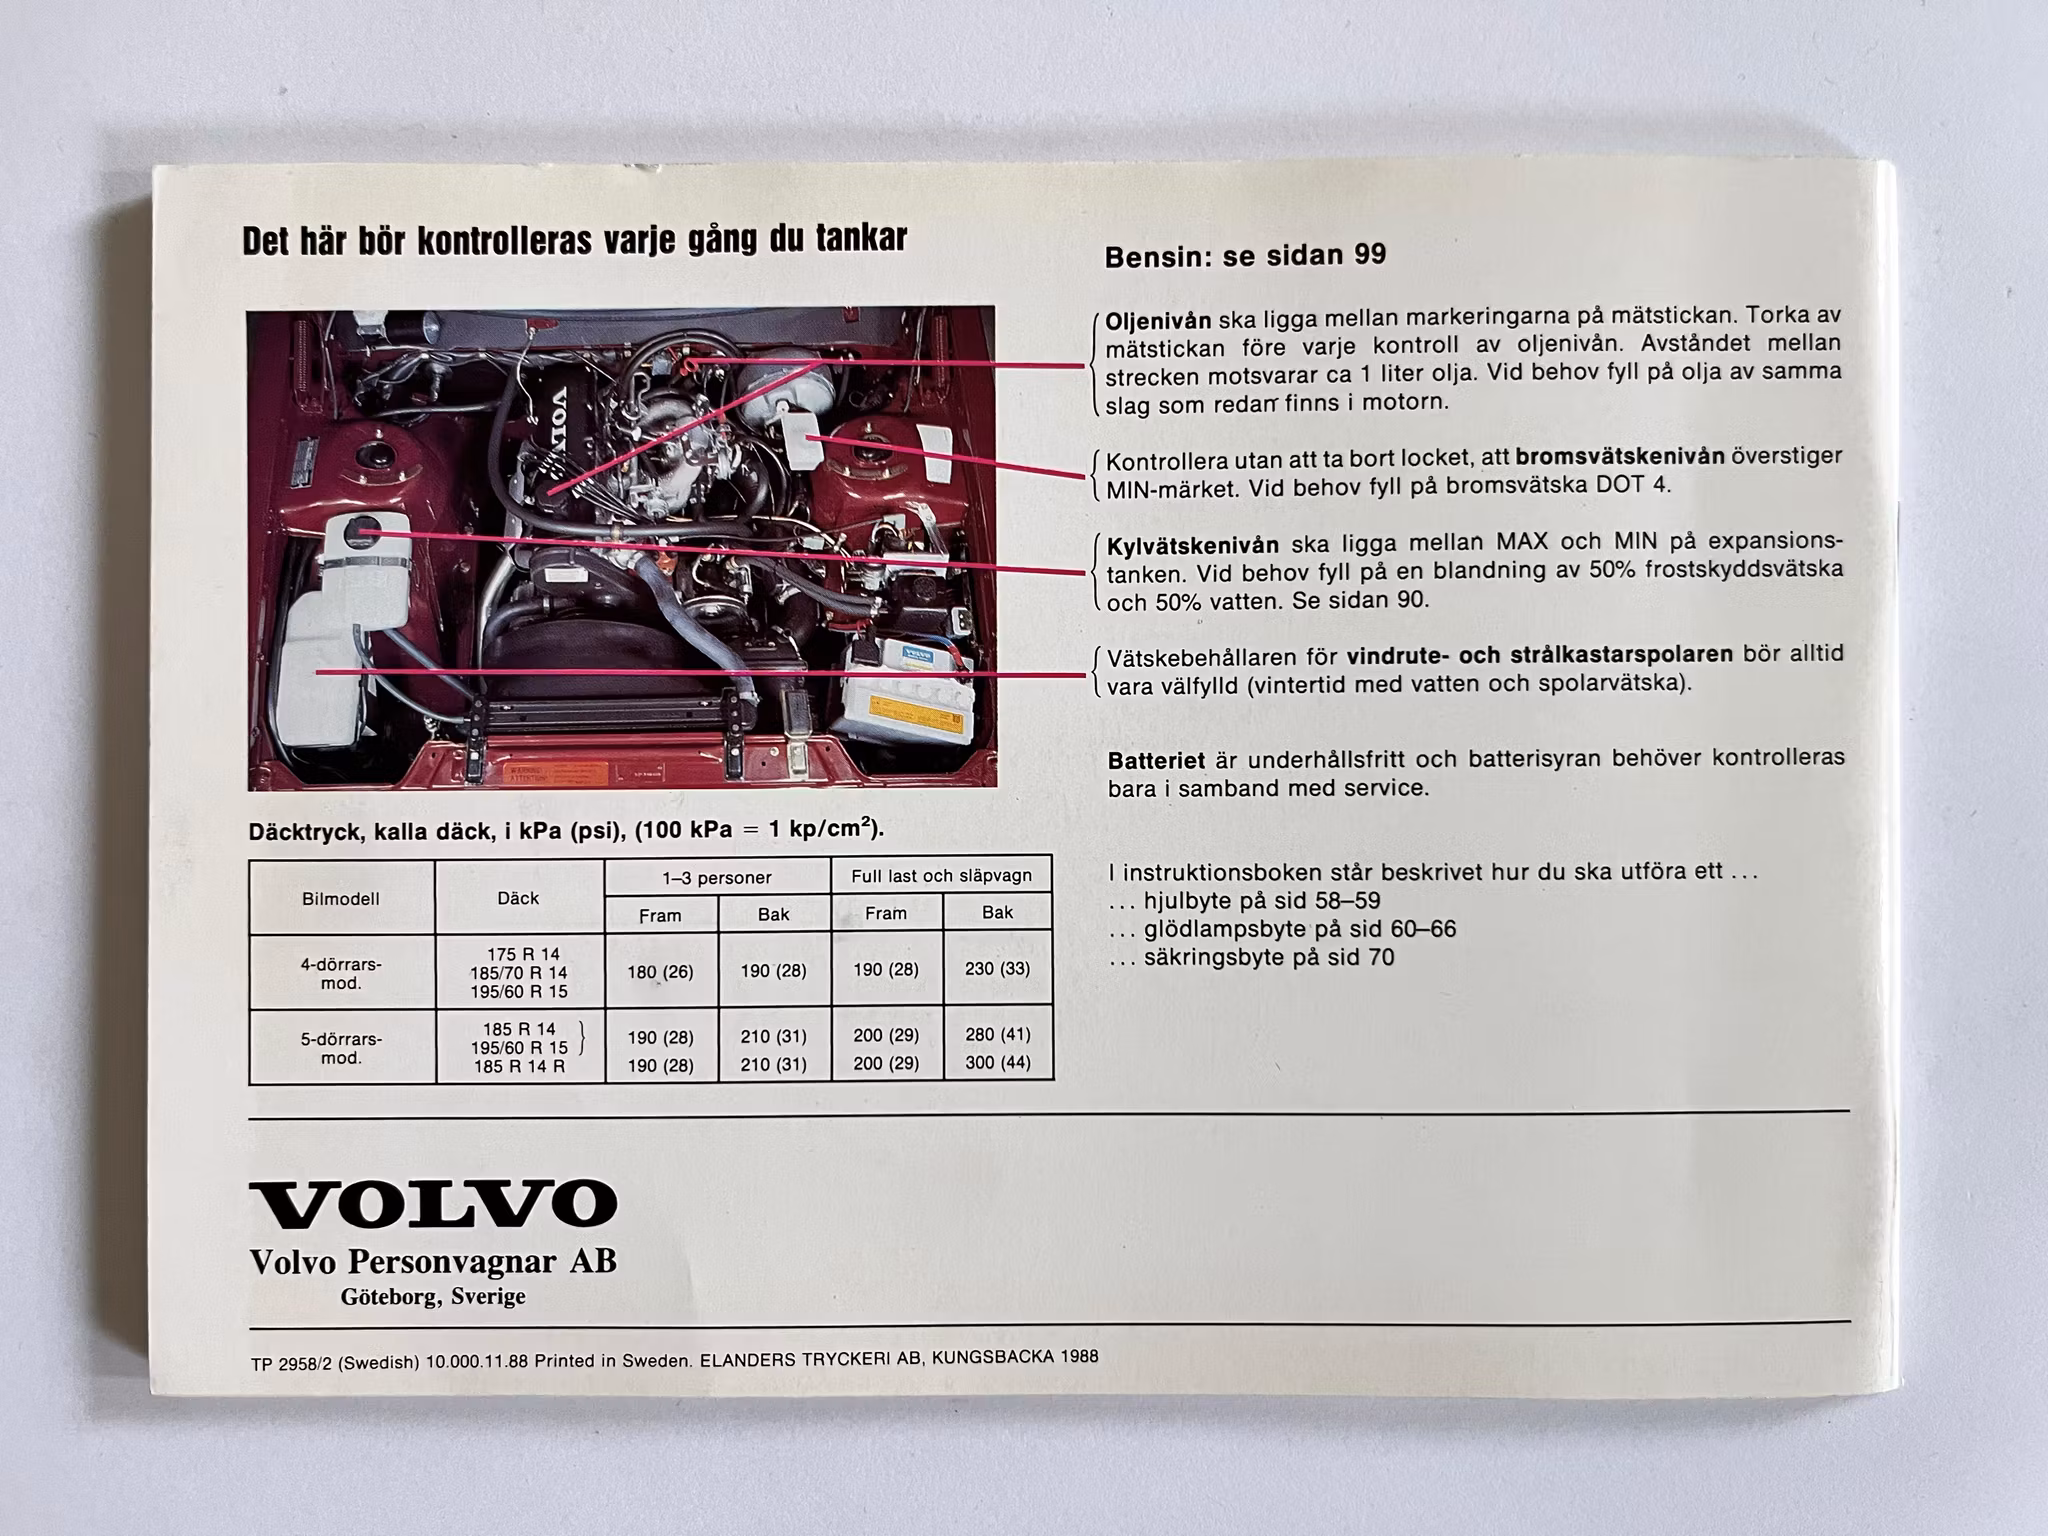 Det här bör kontrolleras varje gång du tankar
VOLVO
VOLVO
WARNING
Däcktryck, kalla däck, i kPa (psi), (100 kPa = 1 kp/cm²).
Bilmodell Däck 1–3 personer Full last och släpvagn
Fram Bak Fram Bak
4-dörrars-
mod.
175 R 14
185/70 R 14
195/60 R 15
180 (26) 190 (28) 190 (28) 230 (33)
5-dörrars-
mod.
185 R 14
195/60 R 15
185 R 14 R
190 (28) 210 (31) 200 (29) 280 (41)
190 (28) 210 (31) 200 (29) 300 (44)
Bensin: se sidan 99
Oljenivån ska ligga mellan markeringarna på mätstickan. Torka av
mätstickan före varje kontroll av oljenivån. Avståndet mellan
strecken motsvarar ca 1 liter olja. Vid behov fyll på olja av samma
slag som redan finns i motorn.
Kontrollera utan att ta bort locket, att bromsvätskenivån överstiger
MIN-märket. Vid behov fyll på bromsvätska DOT 4.
Kylvätskenivån ska ligga mellan MAX och MIN på expansions-
tanken. Vid behov fyll på en blandning av 50% frostskyddsvätska
och 50% vatten. Se sidan 90.
Vätskebehållaren för vindrute- och strålkastarspolaren bör alltid
vara välfylld (vintertid med vatten och spolarvätska).
Batteriet är underhållsfritt och batterisyran behöver kontrolleras
bara i samband med service.
I instruktionsboken står beskrivet hur du ska utföra ett ...
... hjulbyte på sid 58–59
... glödlampsbyte på sid 60–66
... säkringsbyte på sid 70
VOLVO
Volvo Personvagnar AB
Göteborg, Sverige
TP 2958/2 (Swedish) 10.000.11.88 Printed in Sweden. ELANDERS TRYCKERI AB, KUNGSBACKA 1988